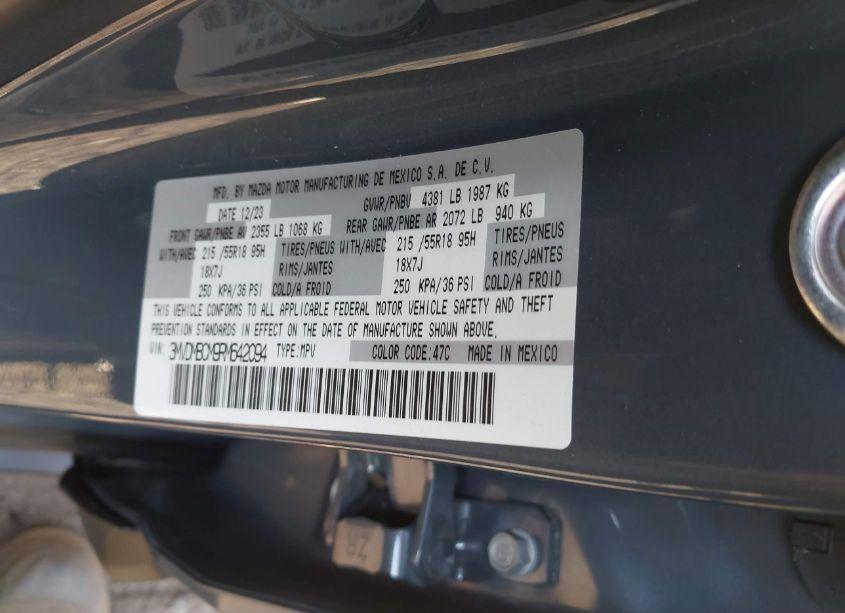 MFD. BY MAZDA MOTOR MANUFACTURING DE MEXICO S.A. DE C.V.
DATE 12/23 GVWR/PNBV 4381 LB 1987 KG
FRONT GAWR/PNBE AV 2355 LB 1068 KG REAR GAWR/PNBE AR 2072 LB 940 KG
WITH/AVEC 215 /55R18 95H TIRES/PNEUS WITH/AVEC 215 /55R18 95H TIRES/PNEUS
18X7J RIMS/JANTES 18X7J RIMS/JANTES
250 KPA/36 PSI COLD/A FROID 250 KPA/36 PSI COLD/A FROID
THIS VEHICLE CONFORMS TO ALL APPLICABLE FEDERAL MOTOR VEHICLE SAFETY AND THEFT
PREVENTION STANDARDS IN EFFECT ON THE DATE OF MANUFACTURE SHOWN ABOVE.
VIN: 3MVDMBCM9RM642094 TYPE:MPV COLOR CODE:47C MADE IN MEXICO
ZR